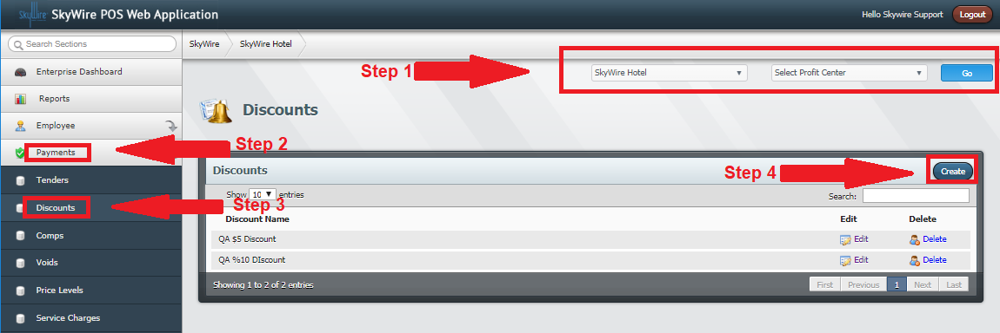 SkyWire SkyWire POS Web Application
Hello Skywire Support Logout
Search Sections
SkyWire SkyWire Hotel
Step 1
SkyWire Hotel Select Profit Center Go
Enterprise Dashboard
Reports
Employee
Payments
Tenders
Discounts
Comps
Voids
Price Levels
Service Charges
Discounts
Step 2
Step 3
Step 4
Discounts Create
Show 10 entries
Search:
Discount Name Edit Delete
QA $5 Discount Edit Delete
QA %10 DIscount Edit Delete
Showing 1 to 2 of 2 entries
First Previous 1 Next Last